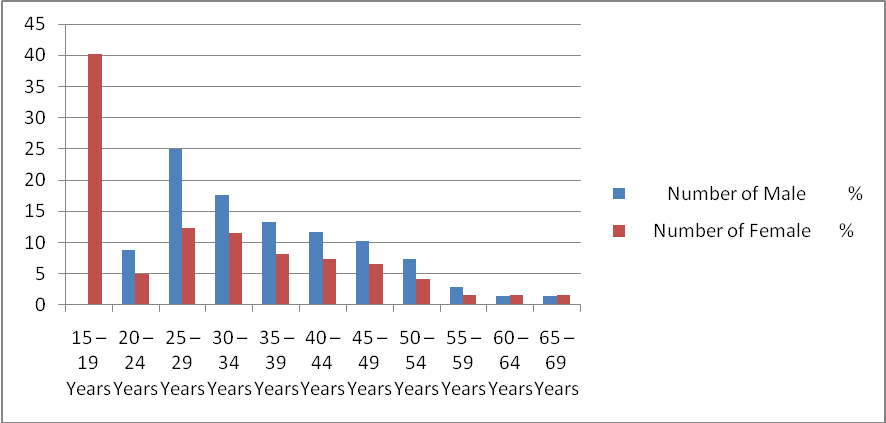 45
40
35
30
25
20
15
10
5
0
15 – 20 – 25 – 30 – 35 – 40 – 45 – 50 – 55 – 60 – 65 –
19 24 29 34 39 44 49 54 59 64 69
Years Years Years Years Years Years Years Years Years Years Years
Number of Male %
Number of Female %